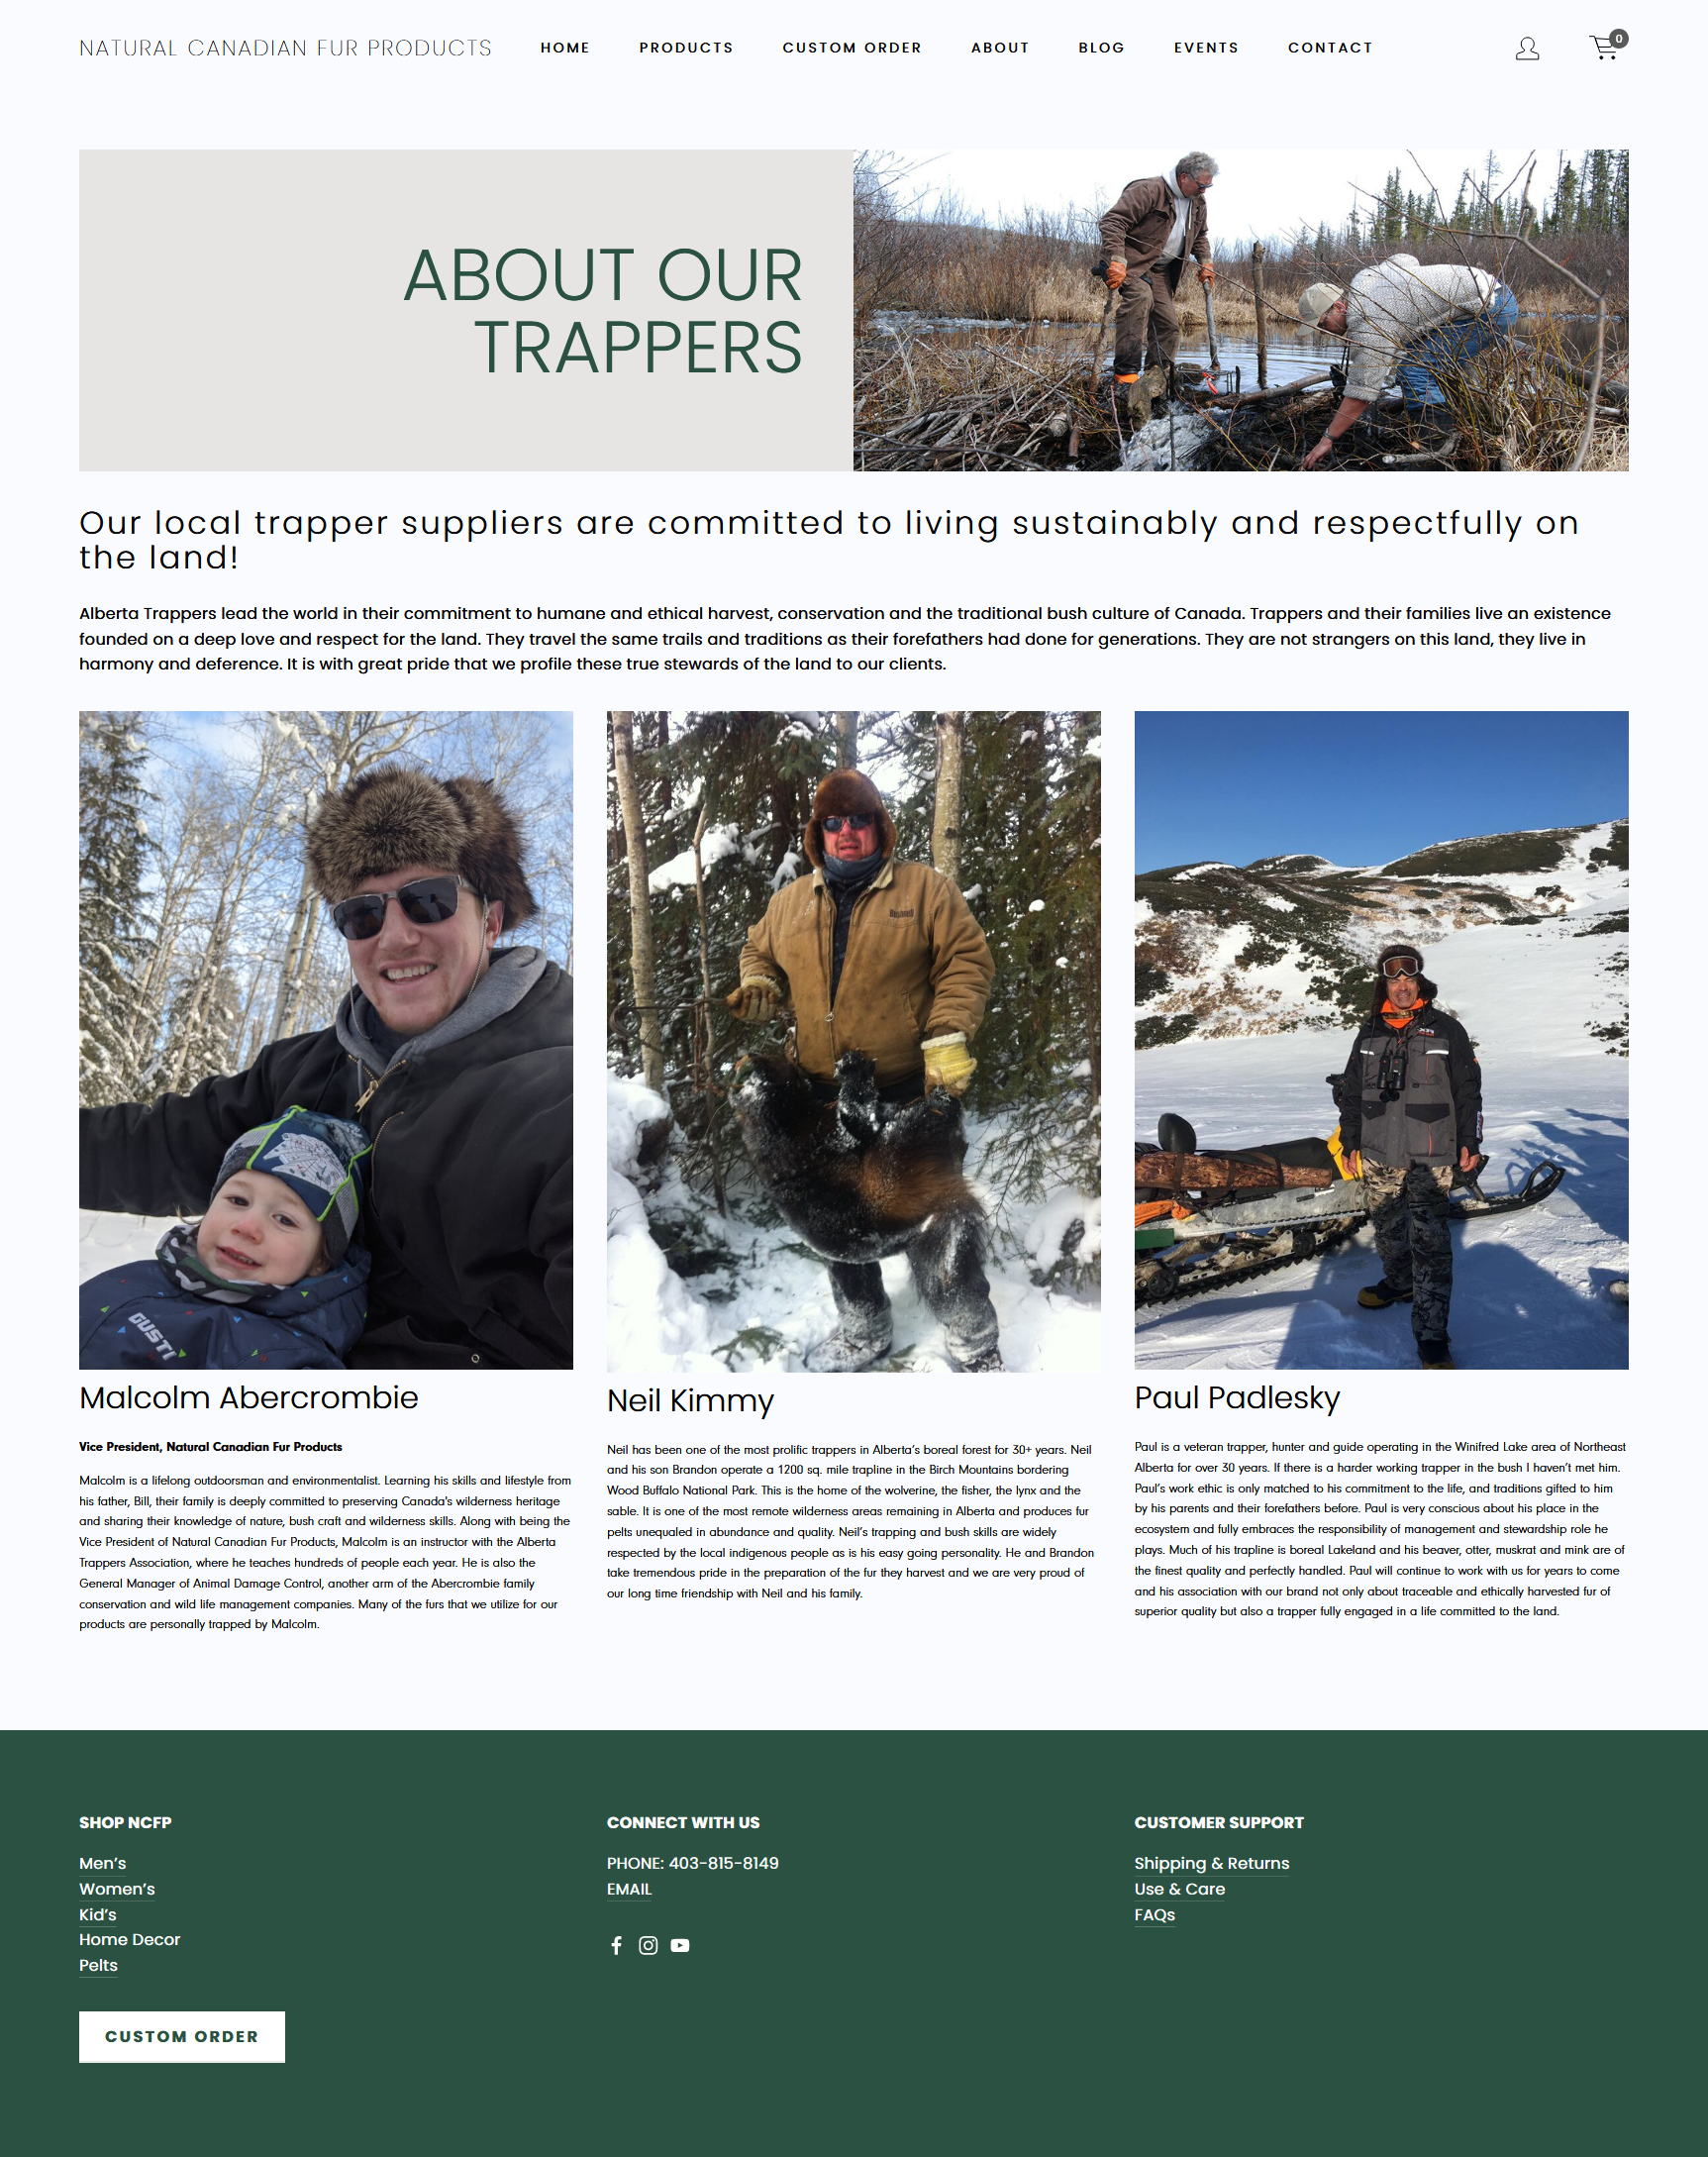 NATURAL CANADIAN FUR PRODUCTS HOME PRODUCTS CUSTOM ORDER ABOUT BLOG EVENTS CONTACT 0
ABOUT OUR
TRAPPERS
Our local trapper suppliers are committed to living sustainably and respectfully on
the land!
Alberta Trappers lead the world in their commitment to humane and ethical harvest, conservation and the traditional bush culture of Canada. Trappers and their families live an existence
founded on a deep love and respect for the land. They travel the same trails and traditions as their forefathers had done for generations. They are not strangers on this land, they live in
harmony and deference. It is with great pride that we profile these true stewards of the land to our clients.
GUSTI
Malcolm Abercrombie
Vice President, Natural Canadian Fur Products
Malcolm is a lifelong outdoorsman and environmentalist. Learning his skills and lifestyle from
his father, Bill, their family is deeply committed to preserving Canada's wilderness heritage
and sharing their knowledge of nature, bush craft and wilderness skills. Along with being the
Vice President of Natural Canadian Fur Products, Malcolm is an instructor with the Alberta
Trappers Association, where he teaches hundreds of people each year. He is also the
General Manager of Animal Damage Control, another arm of the Abercrombie family
conservation and wild life management companies. Many of the furs that we utilize for our
products are personally trapped by Malcolm.
Neil Kimmy
Neil has been one of the most prolific trappers in Alberta's boreal forest for 30+ years. Neil
and his son Brandon operate a 1200 sq. mile trapline in the Birch Mountains bordering
Wood Buffalo National Park. This is the home of the wolverine, the fisher, the lynx and the
sable. It is one of the most remote wilderness areas remaining in Alberta and produces fur
pelts unequaled in abundance and quality. Neil's trapping and bush skills are widely
respected by the local indigenous people as is his easy going personality. He and Brandon
take tremendous pride in the preparation of the fur they harvest and we are very proud of
our long time friendship with Neil and his family.
Paul Padlesky
Paul is a veteran trapper, hunter and guide operating in the Winifred Lake area of Northeast
Alberta for over 30 years. If there is a harder working trapper in the bush I haven't met him.
Paul's work ethic is only matched to his commitment to the life, and traditions gifted to him
by his parents and their forefathers before. Paul is very conscious about his place in the
ecosystem and fully embraces the responsibility of management and stewardship role he
plays. Much of his trapline is boreal Lakeland and his beaver, otter, muskrat and mink are of
the finest quality and perfectly handled. Paul will continue to work with us for years to come
and his association with our brand not only about traceable and ethically harvested fur of
superior quality but also a trapper fully engaged in a life committed to the land.
SHOP NCFP
Men's
Women's
Kid's
Home Decor
Pelts
CUSTOM ORDER
CONNECT WITH US
PHONE: 403-815-8149
EMAIL
CUSTOMER SUPPORT
Shipping & Returns
Use & Care
FAQs